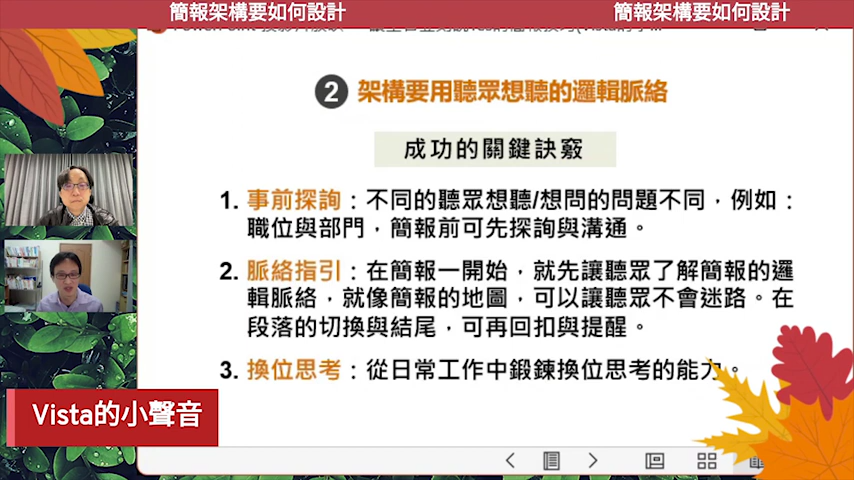 簡報架構要如何設計
簡報架構要如何設計
2 架構要用聽眾想聽的邏輯脈絡
成功的關鍵訣竅
1. 事前探詢：不同的聽眾想聽/想問的問題不同，例如：
職位與部門，簡報前可先探詢與溝通。
2. 脈絡指引：在簡報一開始，就先讓聽眾了解簡報的邏
輯脈絡，就像簡報的地圖，可以讓聽眾不會迷路。在
段落的切換與結尾，可再回扣與提醒。
3. 換位思考：從日常工作中鍛鍊換位思考的能力。
Vista的小聲音